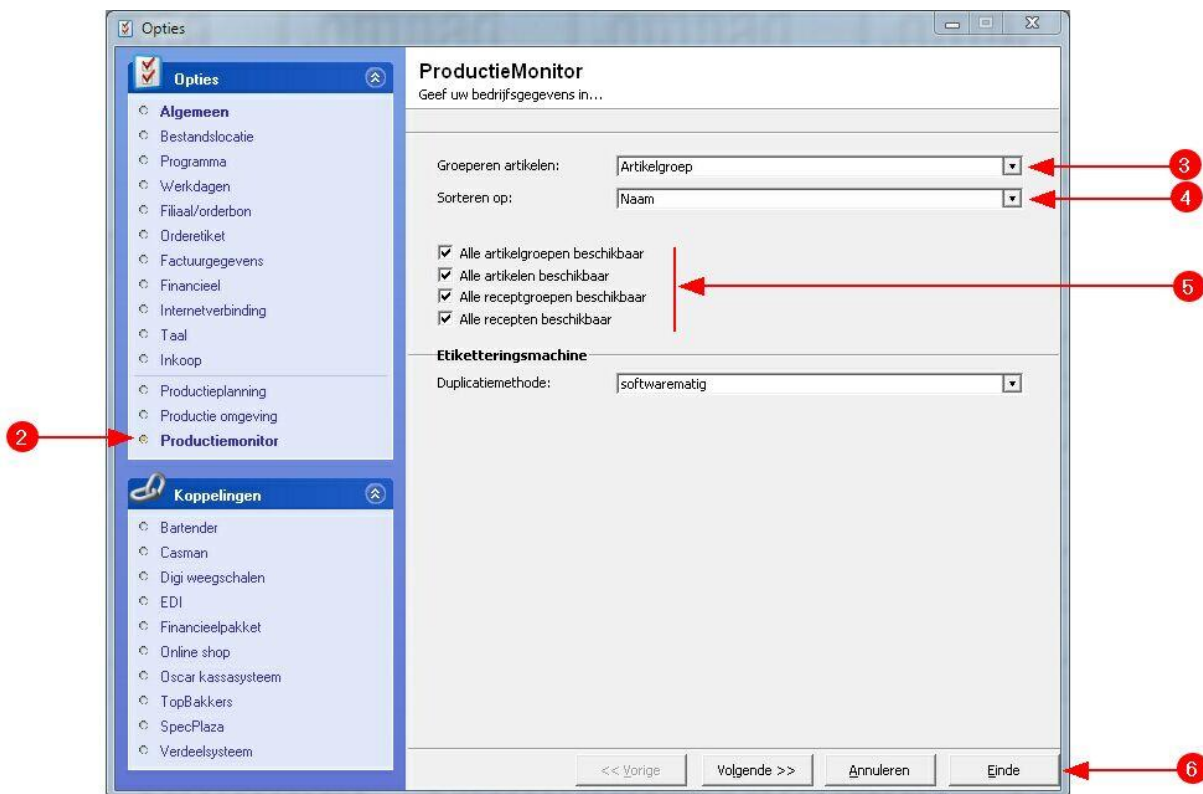 Opties
Opties
Algemeen
Bestandslocatie
Programma
Werkdagen
Filiaal/orderbon
Orderetiket
Factuurgegevens
Financieel
Internetverbinding
Taal
Inkoop
Productieplanning
Productie omgeving
2
Productiemonitor
Koppelingen
Bartender
Casman
Digi weegschalen
EDI
Financieelpakket
Online shop
Oscar kassasysteem
TopBakkers
SpecPlaza
Verdeelsysteem
ProductieMonitor
Geef uw bedrijfsgegevens in...
Groeperen artikelen: Artikelgroep 3
Sorteren op: Naam 4
Alle artikelgroepen beschikbaar
Alle artikelen beschikbaar
5
Alle receptgroepen beschikbaar
Alle recepten beschikbaar
Etiketteringsmachine
Duplicatiemethode: softwarematig
<< Vorige Volgende >> Annuleren Einde 6